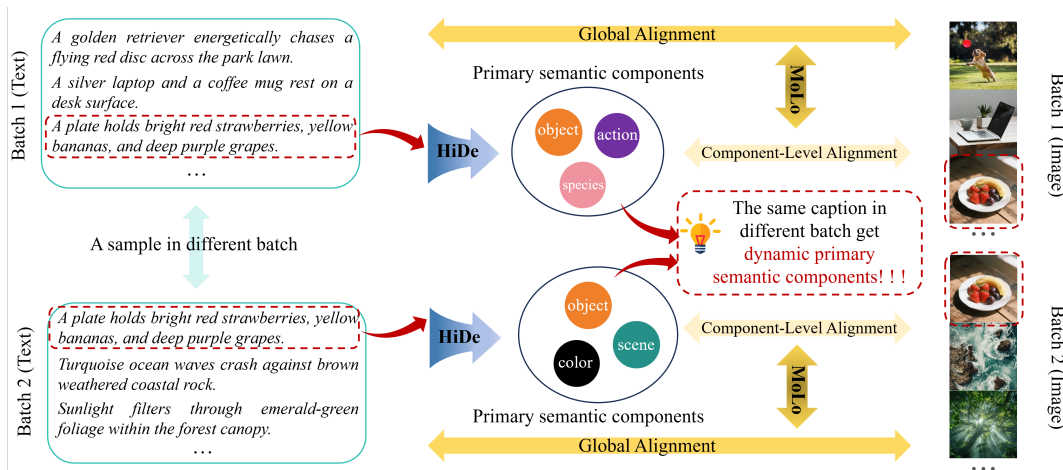 Batch 1 (Text)
A golden retriever energetically chases a
flying red disc across the park lawn.
A silver laptop and a coffee mug rest on a
desk surface.
A plate holds bright red strawberries, yellow
bananas, and deep purple grapes.
...
A sample in different batch
Batch 2 (Text)
A plate holds bright red strawberries, yellow
bananas, and deep purple grapes.
Turquoise ocean waves crash against brown
weathered coastal rock.
Sunlight filters through emerald-green
foliage within the forest canopy.
...
Global Alignment
Primary semantic components
HiDe
object
action
species
MoLo
Component-Level Alignment
The same caption in
different batch get
dynamic primary
semantic components! ! !
HiDe
object
scene
color
Primary semantic components
Component-Level Alignment
MoLo
Global Alignment
Batch 1 (Image)
...
Batch 2 (Image)
...